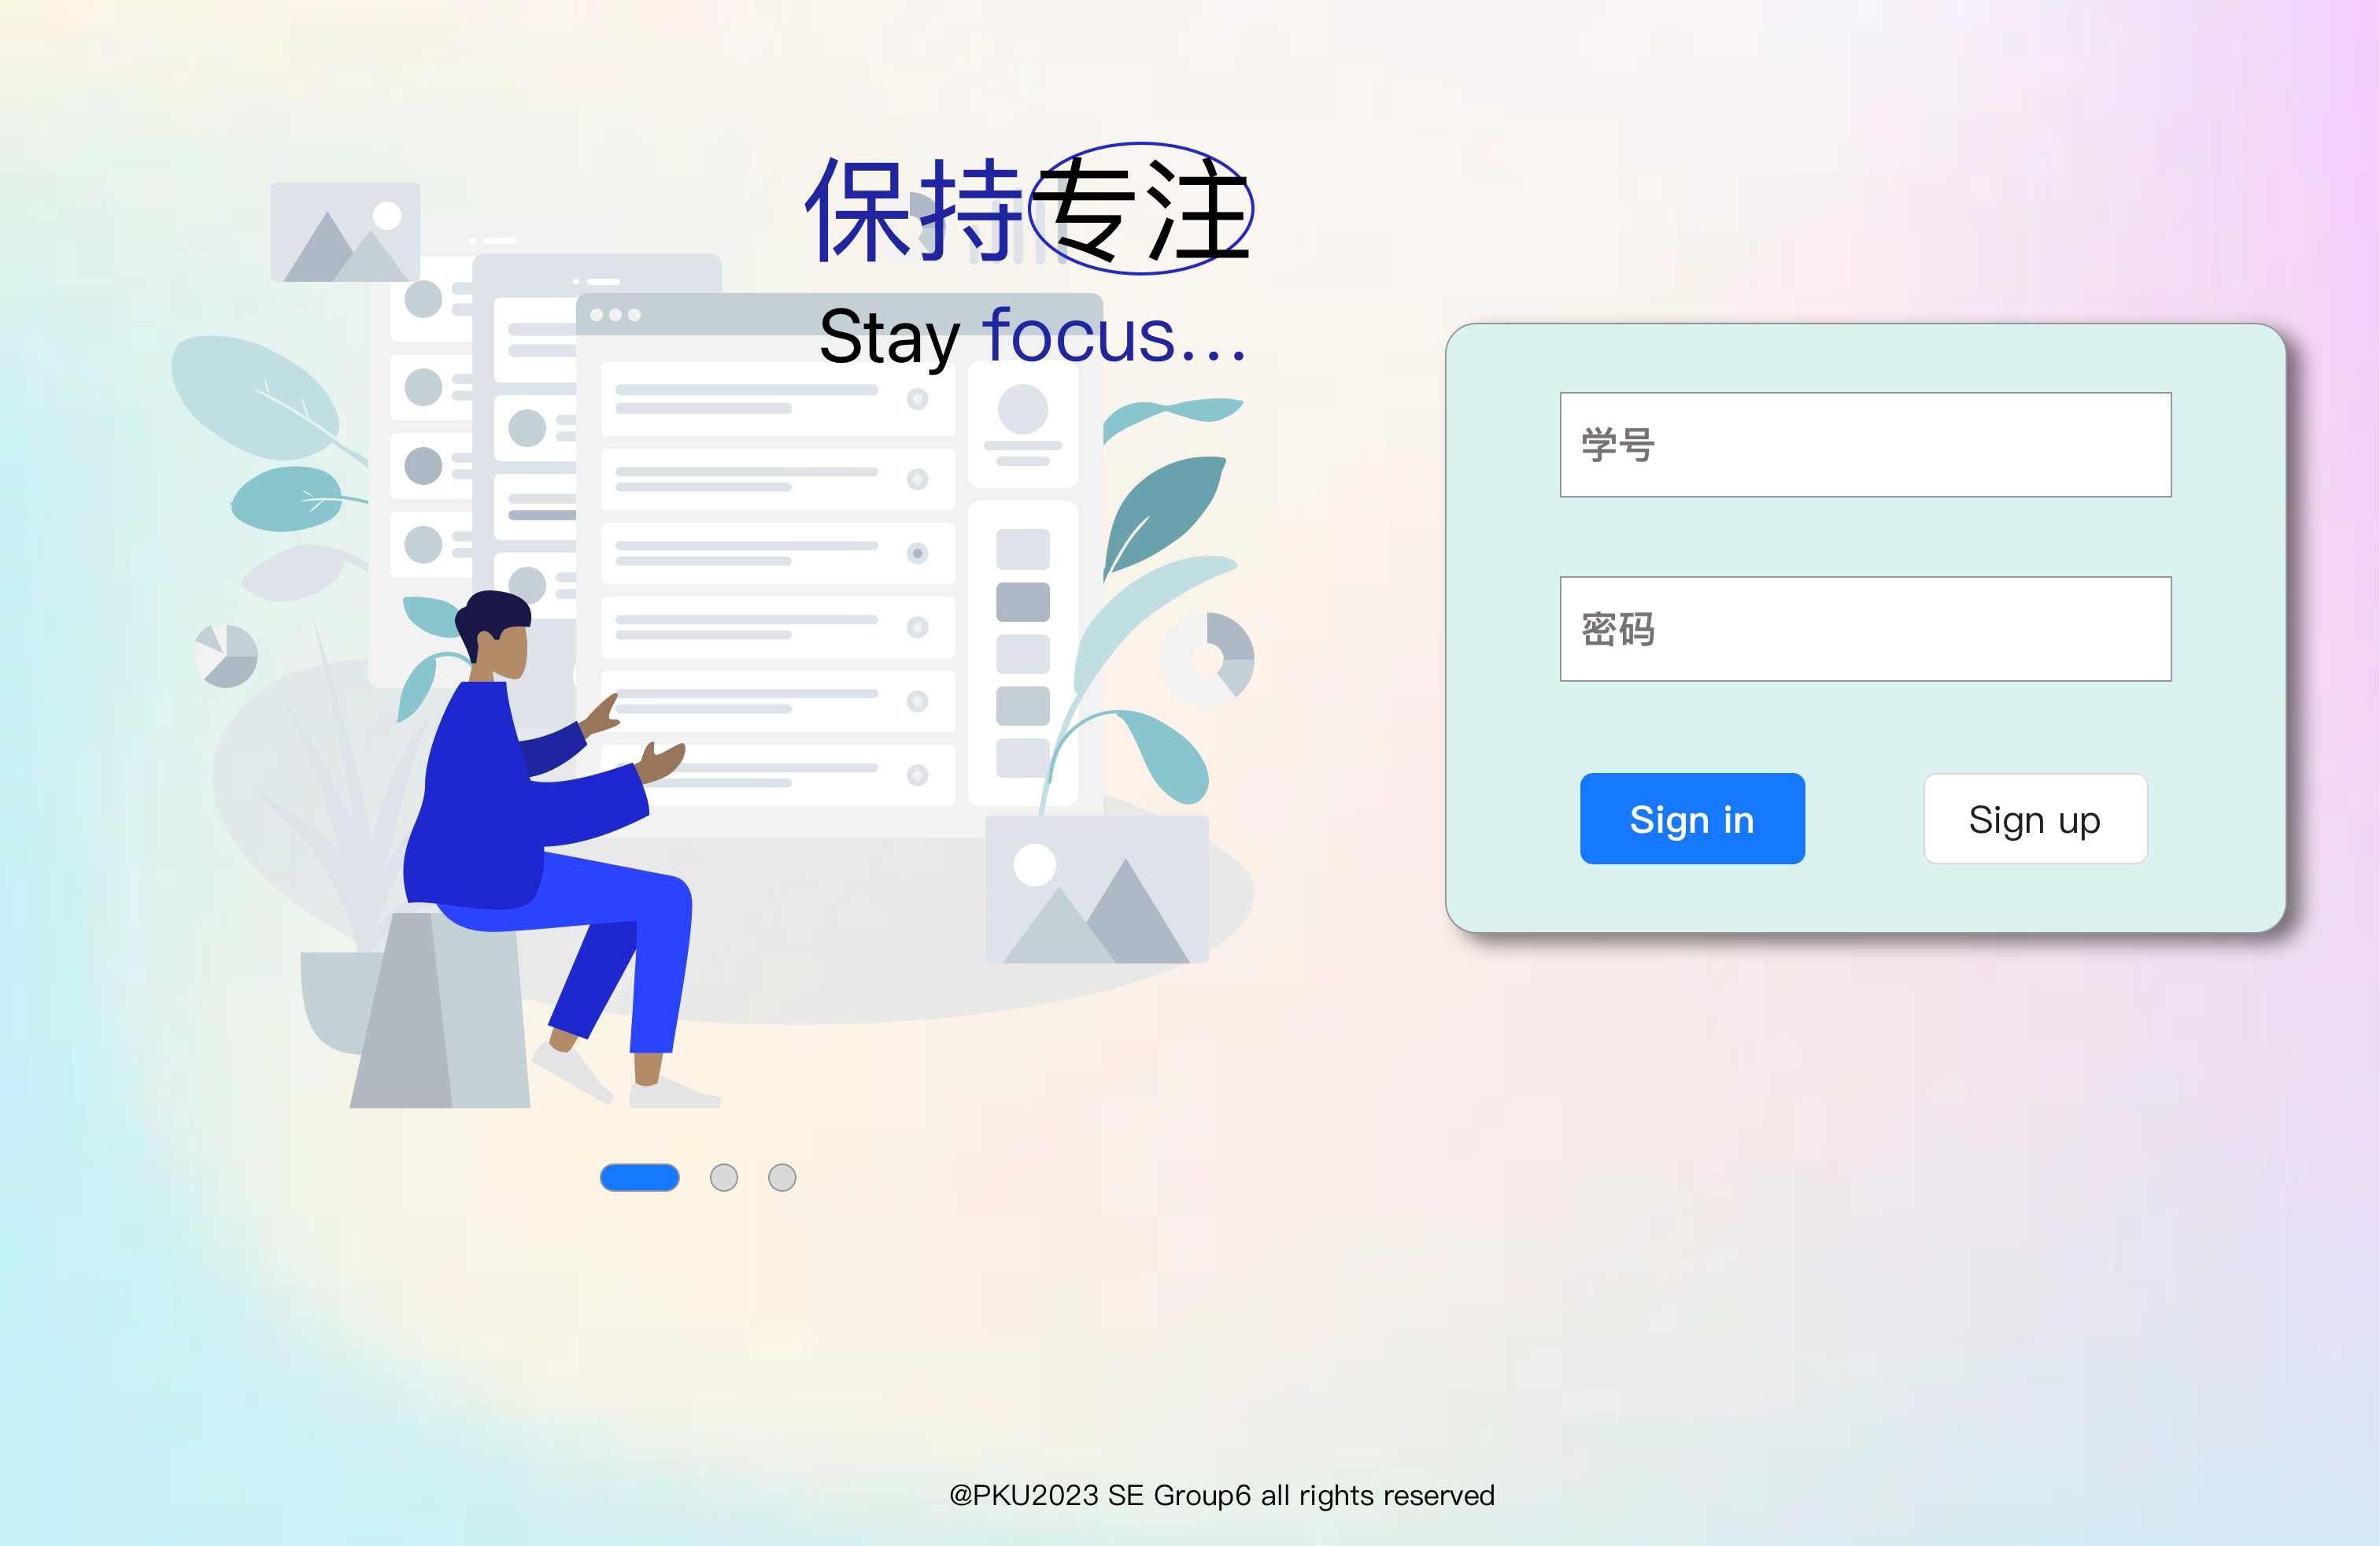 保持专注
Stay focus...
学号
密码
Sign in
Sign up
@PKU2023 SE Group6 all rights reserved